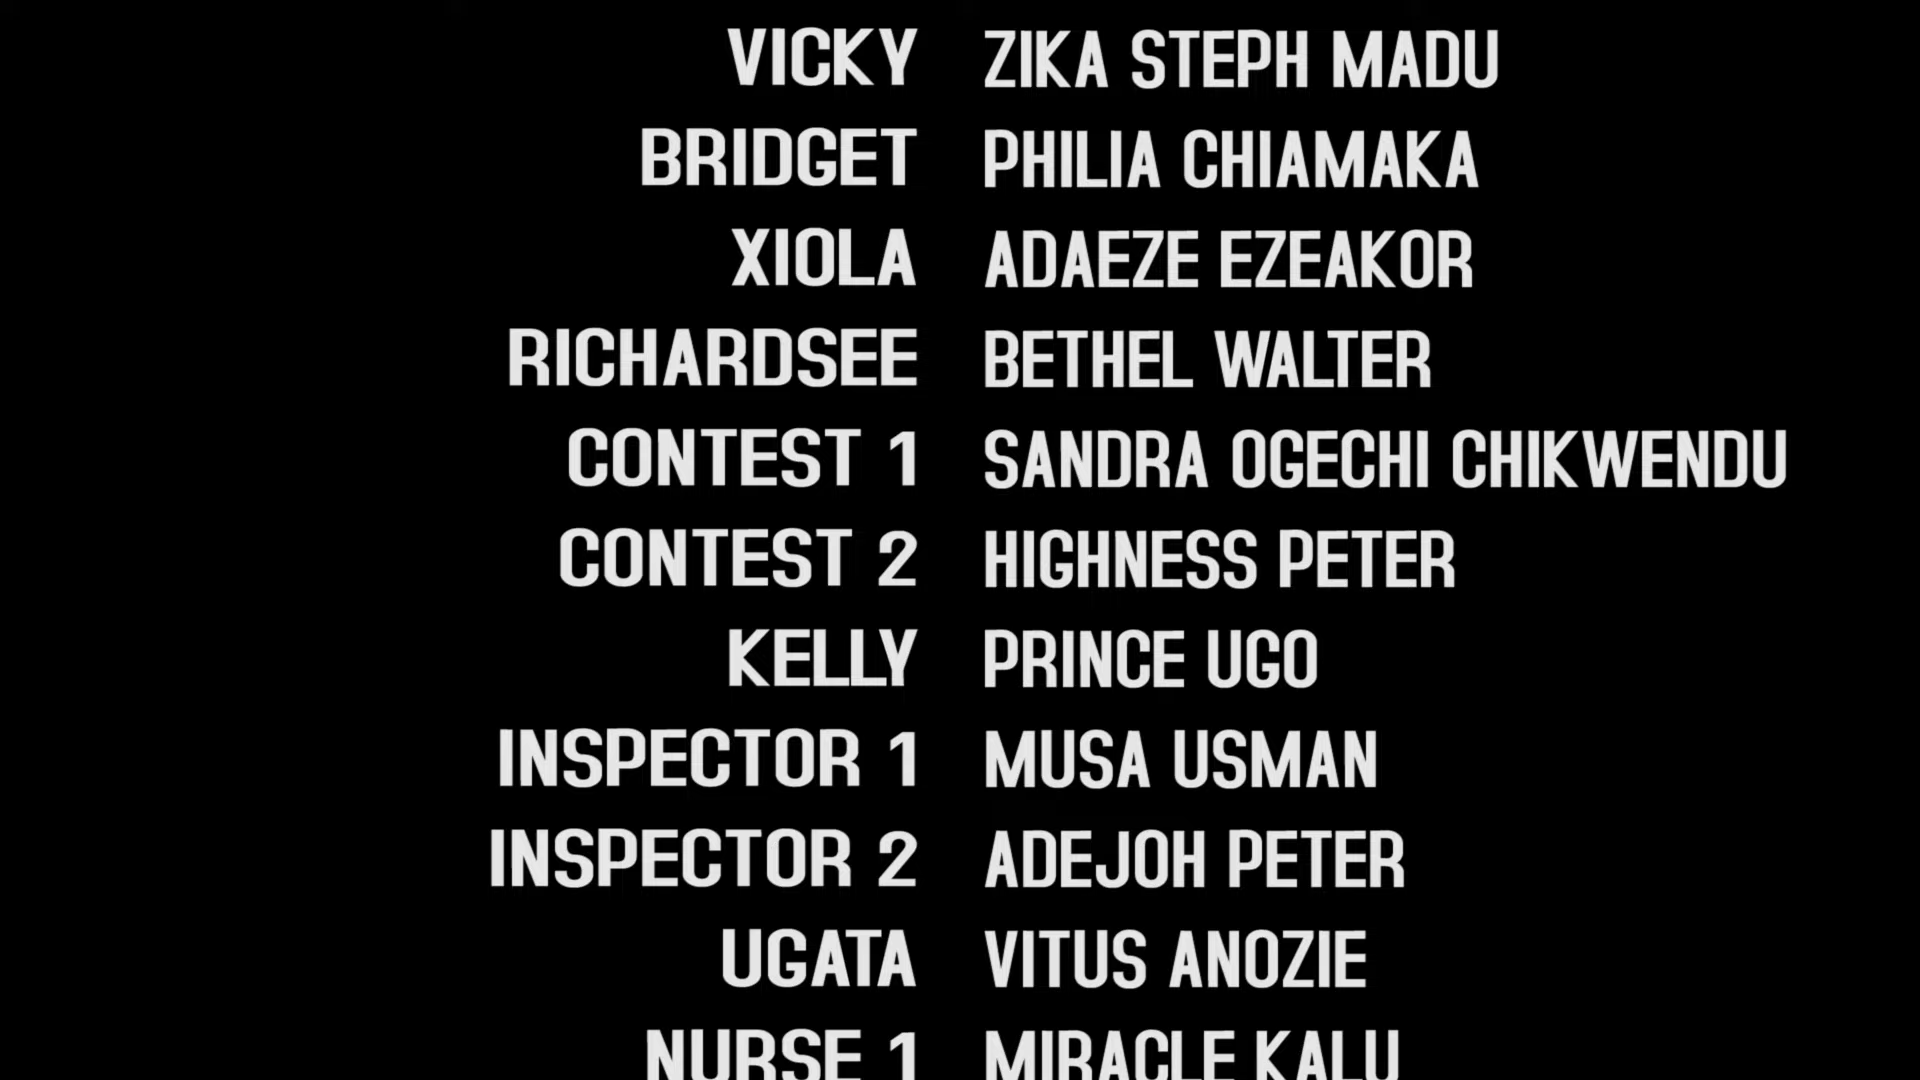 VICKY ZIKA STEPH MADU
BRIDGET PHILIA CHIAMAKA
XIOLA ADAEZE EZEAKOR
RICHARDSEE BETHEL WALTER
CONTEST 1 SANDRA OGECHI CHIKWENDU
CONTEST 2 HIGHNESS PETER
KELLY PRINCE UGO
INSPECTOR 1 MUSA USMAN
INSPECTOR 2 ADEJOH PETER
UGATA VITUS ANOZIE
NURSE 1 MIRACLE KALU